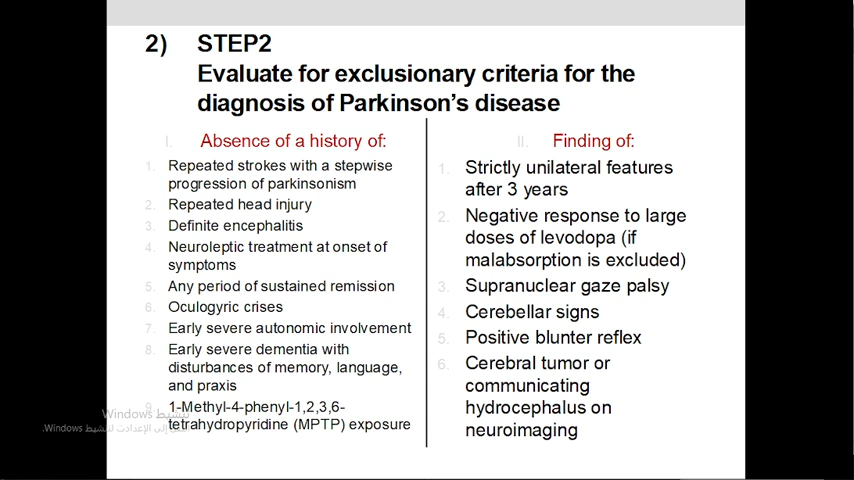 2) STEP2
Evaluate for exclusionary criteria for the
diagnosis of Parkinson's disease
I. Absence of a history of:
1. Repeated strokes with a stepwise
progression of parkinsonism
2. Repeated head injury
3. Definite encephalitis
4. Neuroleptic treatment at onset of
symptoms
5. Any period of sustained remission
6. Oculogyric crises
7. Early severe autonomic involvement
8. Early severe dementia with
disturbances of memory, language,
and praxis
9. 1-Methyl-4-phenyl-1,2,3,6-
tetrahydropyridine (MPTP) exposure
II. Finding of:
1. Strictly unilateral features
after 3 years
2. Negative response to large
doses of levodopa (if
malabsorption is excluded)
3. Supranuclear gaze palsy
4. Cerebellar signs
5. Positive blunter reflex
6. Cerebral tumor or
communicating
hydrocephalus on
neuroimaging
تنشيط Windows
إلى الإعدادات لتنشيط Windows.